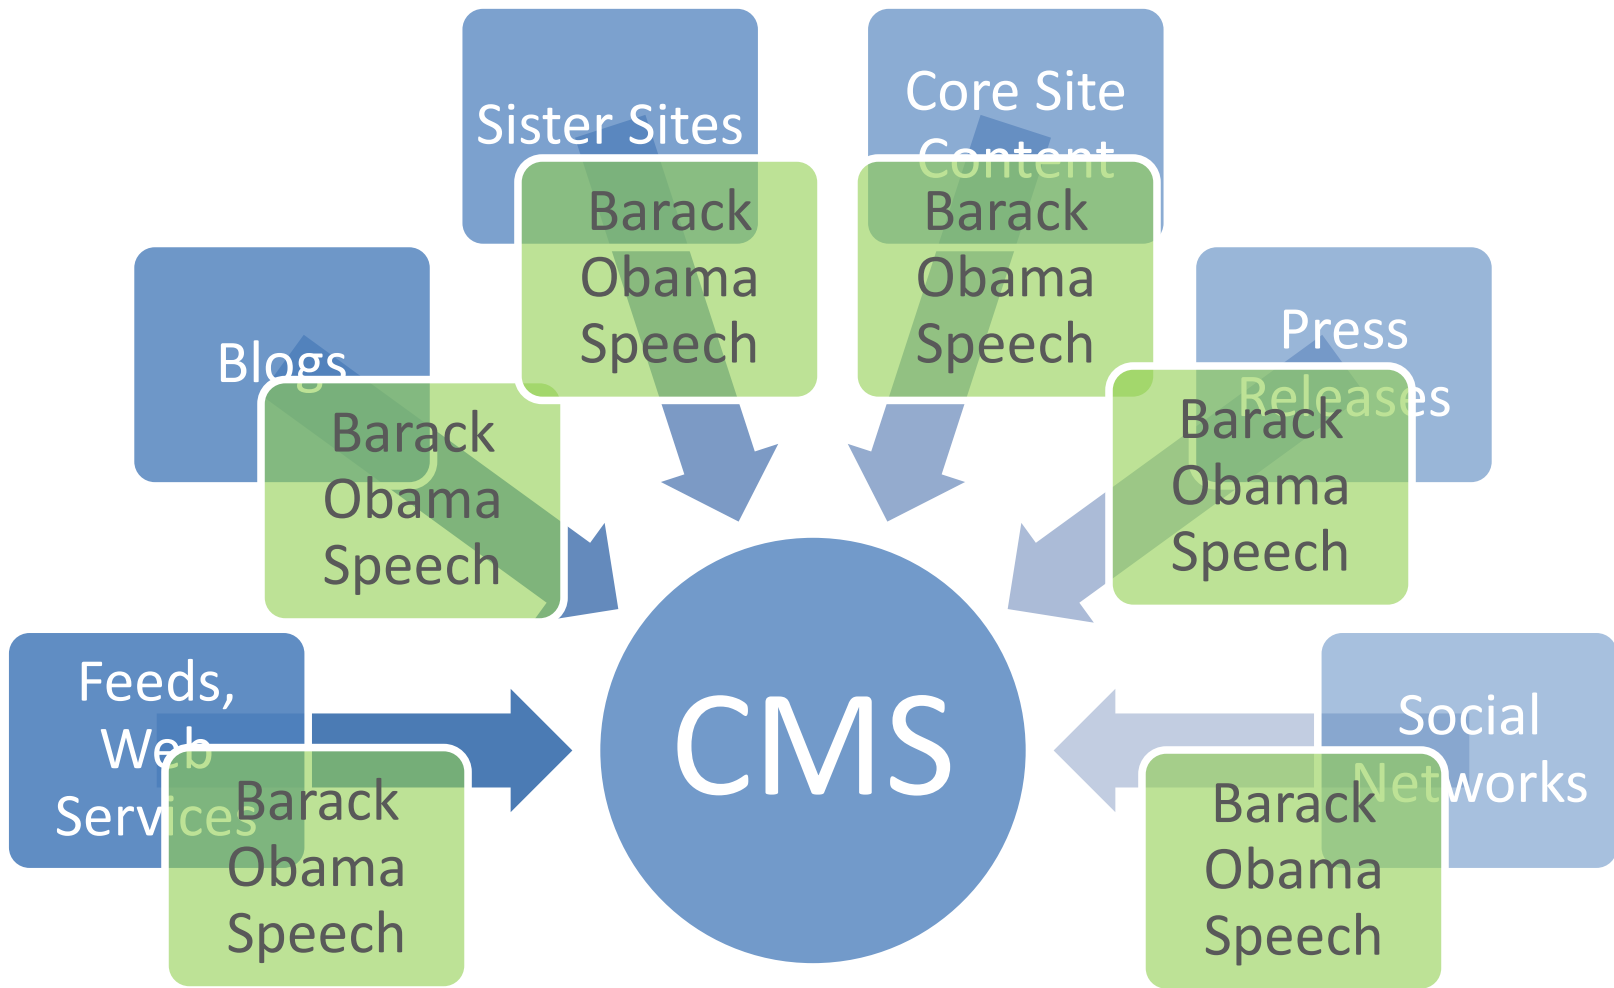 Sister Sites
Barack
Obama
Speech
Core Site
Content
Barack
Obama
Speech
Blogs
Barack
Obama
Speech
Press
Releases
Barack
Obama
Speech
Feeds,
Web
Services
Barack
Obama
Speech
CMS
Social
Networks
Barack
Obama
Speech